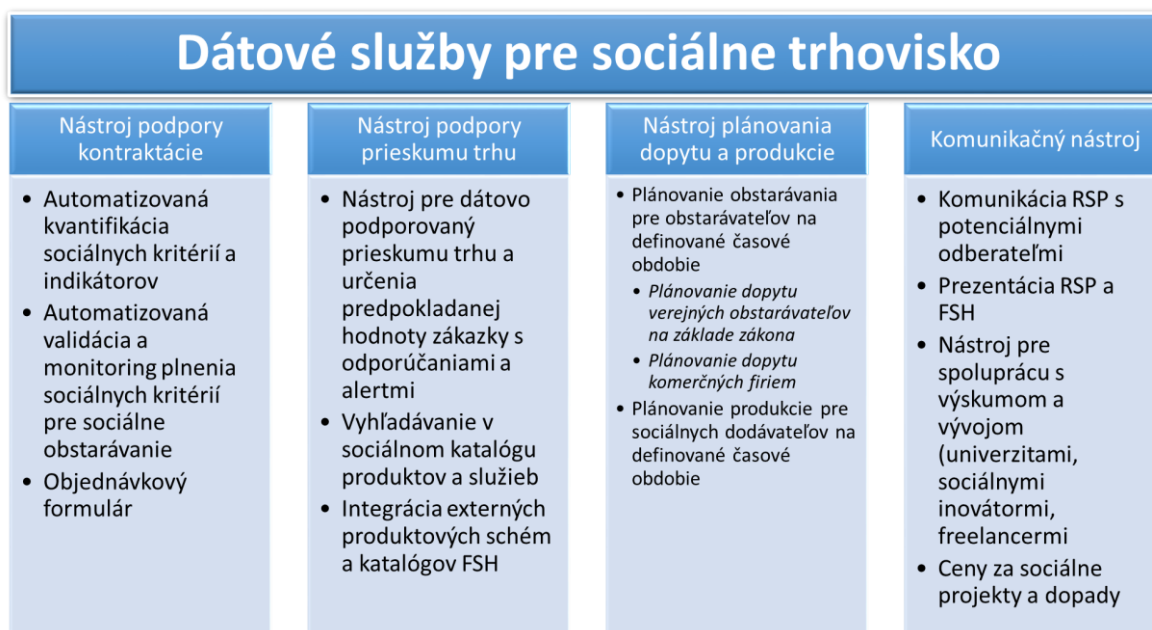 Dátové služby pre sociálne trhovisko
Nástroj podpory
kontraktácie
• Automatizovaná
kvantifikácia
sociálnych kritérií a
indikátorov
• Automatizovaná
validácia a
monitoring plnenia
sociálnych kritérií
pre sociálne
obstarávanie
• Objednávkový
formulár
Nástroj podpory
prieskumu trhu
• Nástroj pre dátovo
podporovaný
prieskumu trhu a
určenia
predpokladanej
hodnoty zákazky s
odporúčaniami a
alertmi
• Vyhľadávanie v
sociálnom katalógu
produktov a služieb
• Integrácia externých
produktových schém
a katalógov FSH
Nástroj plánovania
dopytu a produkcie
• Plánovanie obstarávania
pre obstarávateľov na
definované časové
obdobie
• Plánovanie dopytu
verejných obstarávateľov
na základe zákona
• Plánovanie dopytu
komerčných firiem
• Plánovanie produkcie pre
sociálnych dodávateľov na
definované časové
obdobie
Komunikačný nástroj
• Komunikácia RSP s
potenciálnymi
odberateľmi
• Prezentácia RSP a
FSH
• Nástroj pre
spoluprácu s
výskumom a
vývojom
(univerzitami,
sociálnymi
inovátormi,
freelancermi
• Ceny za sociálne
projekty a dopady